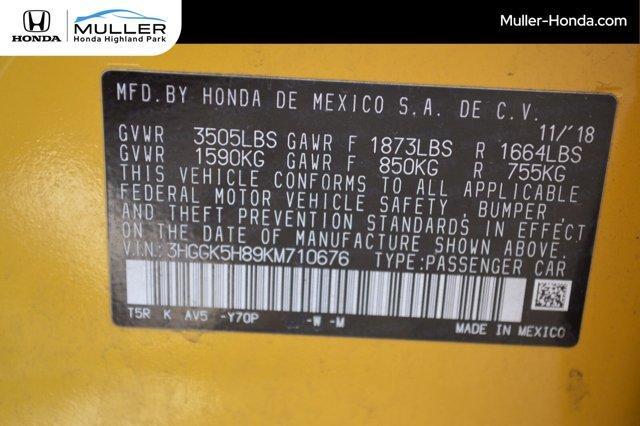 HONDA
MULLER
Honda Highland Park
Muller-Honda.com
MFD.BY HONDA DE MEXICO S.A. DE C.V.
11/'18
GVWR 3505LBS GAWR F 1873LBS R 1664LBS
GVWR 1590KG GAWR F 850KG R 755KG
THIS VEHICLE CONFORMS TO ALL APPLICABLE
FEDERAL MOTOR VEHICLE SAFETY, BUMPER,
AND THEFT PREVENTION STANDARDS IN EFFECT
ON THE DATE OF MANUFACTURE SHOWN ABOVE.
VIN: 3HGGK5H89KM710676 TYPE:PASSENGER CAR
T5R K AV5 -Y70P -W -M
MADE IN MEXICO